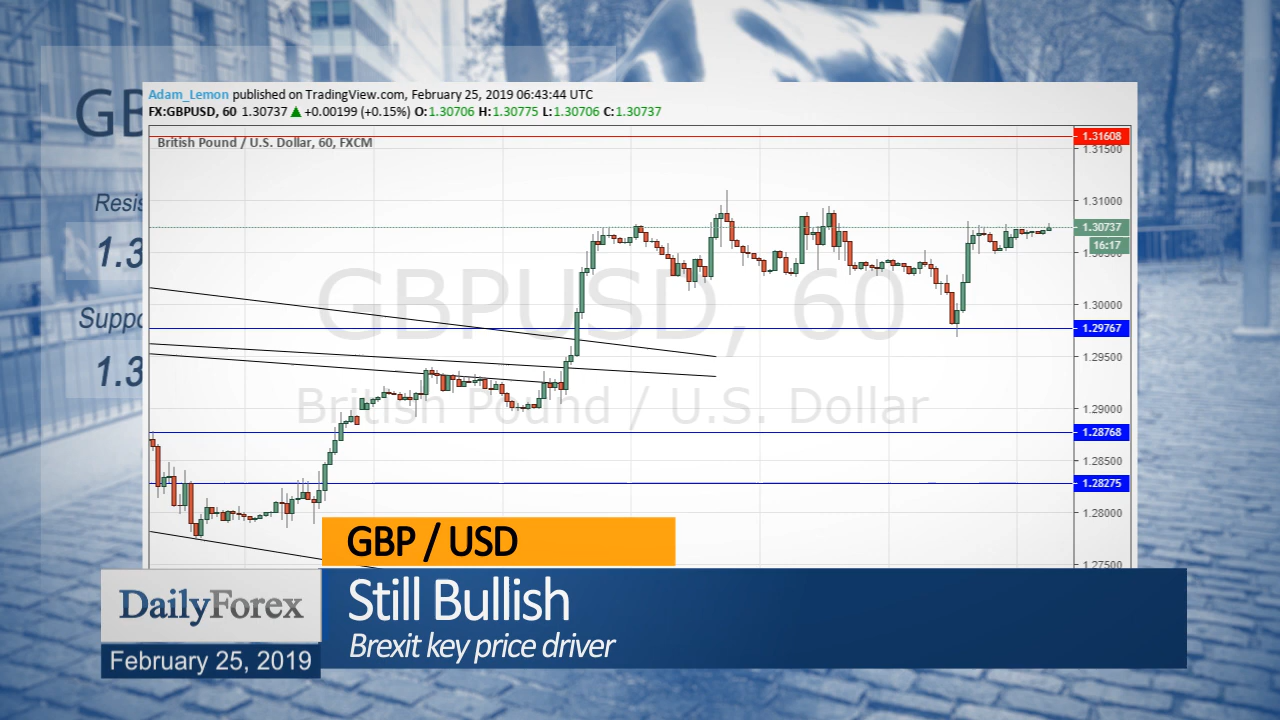 GB
Adam_Lemon published on TradingView.com, February 25, 2019 06:43:44 UTC
FX:GBPUSD, 60 1.30737 ▲ +0.00199 (+0.15%) O:1.30706 H:1.30775 L:1.30706 C:1.30737
British Pound / U.S. Dollar, 60, FXCM
1.31608
1.31500
1.31000
1.30737
16:17
1.30500
1.30000
1.29767
1.29500
1.29000
1.28768
1.28500
1.28275
1.28000
1.27500
Resis
1.3
Suppo
1.3
GBPUSD, 60
British Pound / U.S. Dollar
GBP / USD
Still Bullish
Brexit key price driver
DailyForex
February 25, 2019